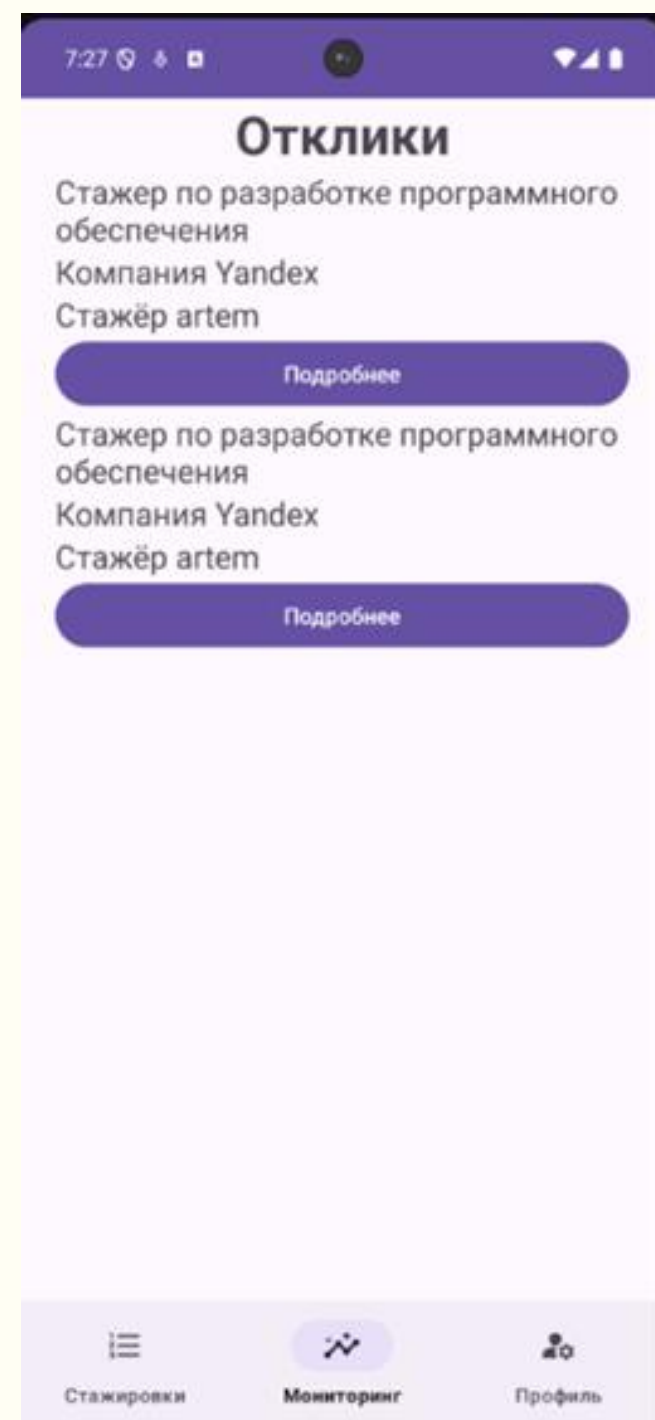 7:27
Отклики
Стажер по разработке программного
обеспечения
Компания Yandex
Стажёр artem
Подробнее
Стажер по разработке программного
обеспечения
Компания Yandex
Стажёр artem
Подробнее
Стажировки
Мониторинг
Профиль